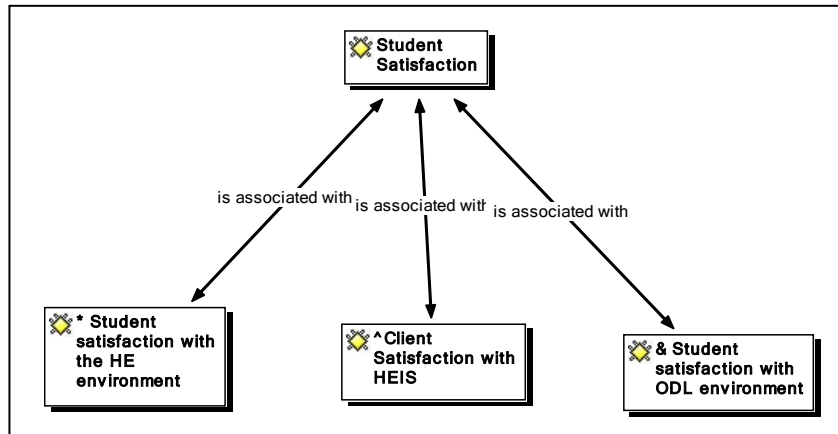 Student
Satisfaction
is associated with
is associated with
is associated with
* Student
satisfaction with
the HE
environment
^Client
Satisfaction with
HEIS
& Student
satisfaction with
ODL environment